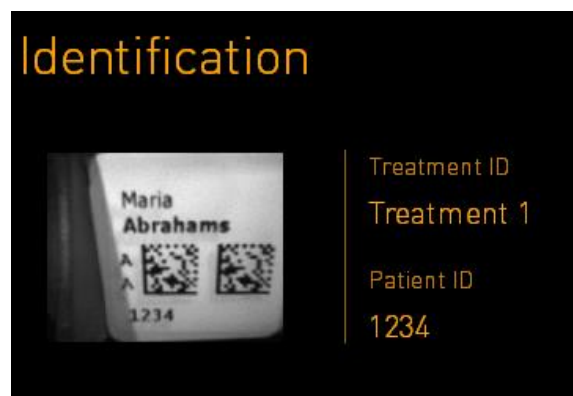 Identification
Maria
Abrahams
A
A
1234
Treatment ID
Treatment 1
Patient ID
1234